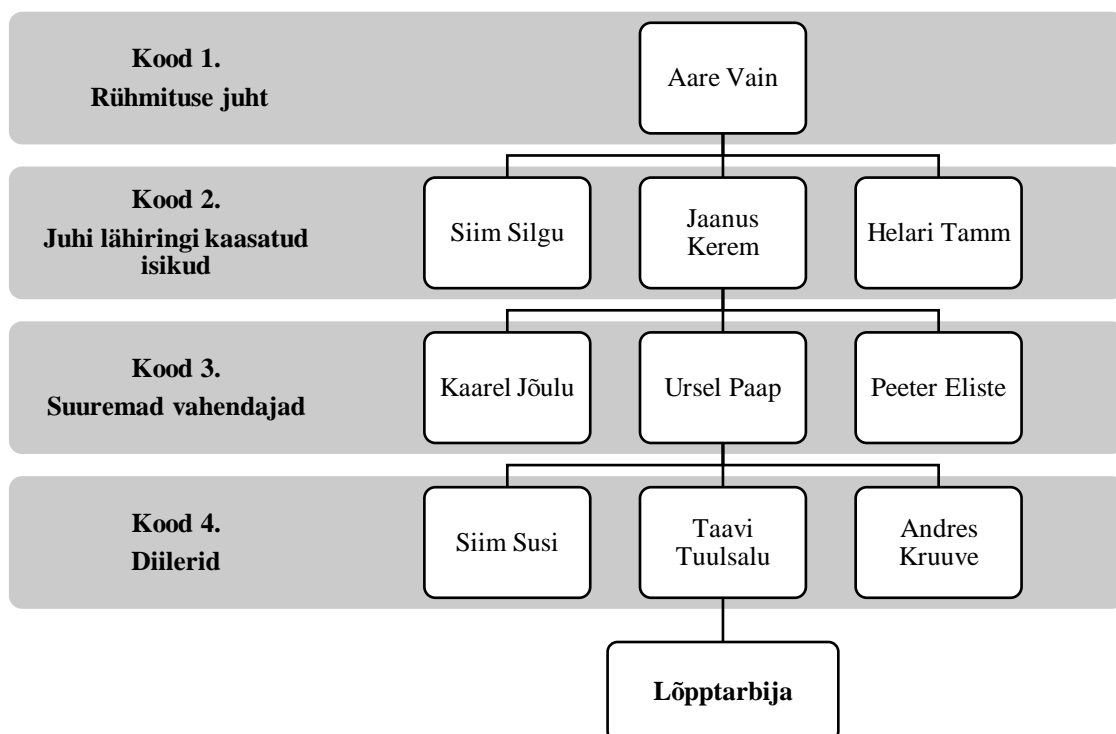 Kood 1.
Rühmituse juht
Aare Vain
Kood 2.
Juhi lähiringi kaasatud
isikud
Siim Silgu
Jaanus
Kerem
Helari Tamm
Kood 3.
Suuremad vahendajad
Kaarel Jõulu
Ursel Paap
Peeter Eliste
Kood 4.
Diilerid
Siim Susi
Taavi
Tuulsalu
Andres
Kruuve
Lõpptarbija